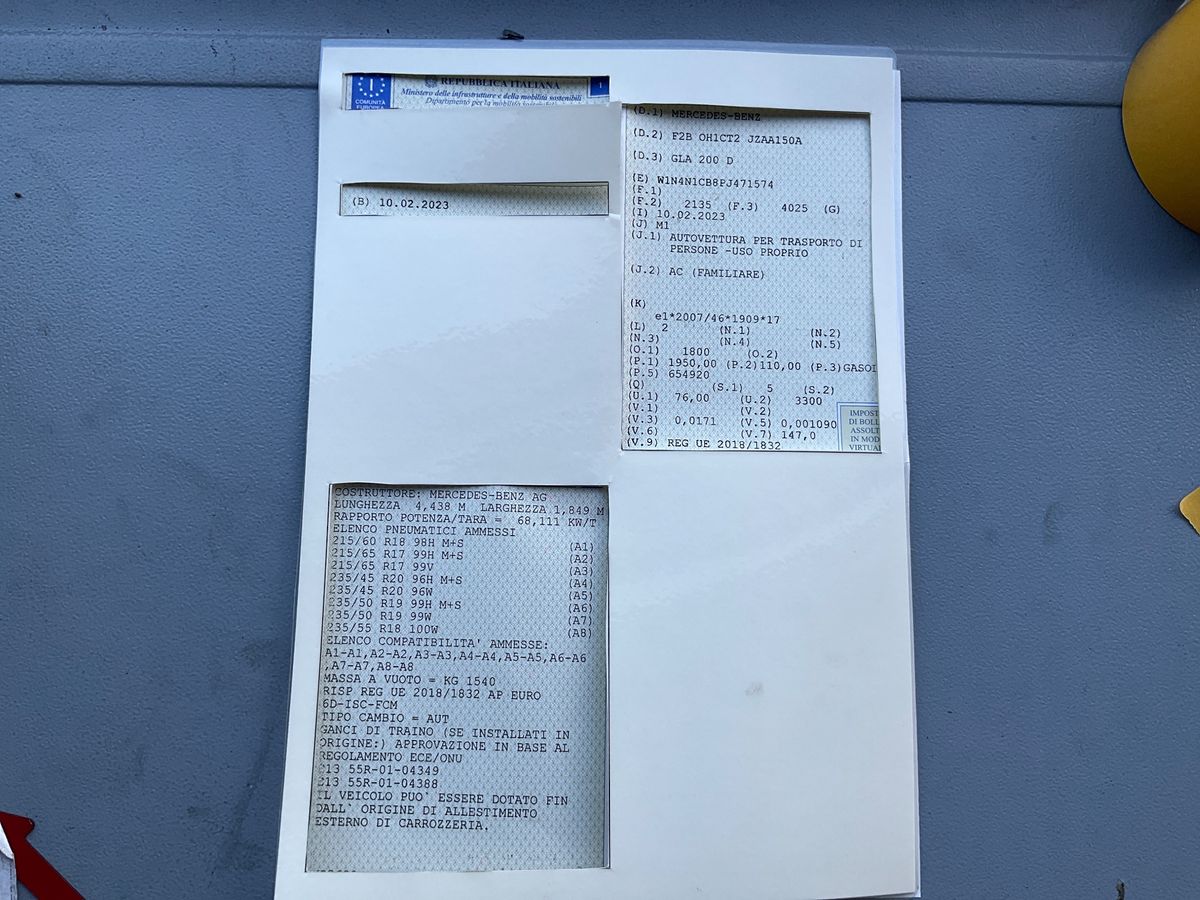 REPUBBLICA ITALIANA
I
I
COMUNITÀ
EUROPEA
Ministero delle infrastrutture e della mobilità sostenibili
Dipartimento per la mobilità sostenibile
(B) 10.02.2023
(D.1) MERCEDES-BENZ
(D.2) F2B OH1CT2 JZAA150A
(D.3) GLA 200 D
(E) W1N4N1CB8PJ471574
(F.1)
(F.2) 2135 (F.3) 4025 (G)
(I) 10.02.2023
(J) M1
(J.1) AUTOVETTURA PER TRASPORTO DI
PERSONE -USO PROPRIO
(J.2) AC (FAMILIARE)
(K)
e1*2007/46*1909*17
(L) 2 (N.1) (N.2)
(N.3) (N.4) (N.5)
(O.1) 1800 (O.2)
(P.1) 1950,00 (P.2)110,00 (P.3)GASOL
(P.5) 654920
(Q) (S.1) 5 (S.2)
(U.1) 76,00 (U.2) 3300
(V.1) (V.2)
(V.3) 0,0171 (V.5) 0,001090
(V.6) (V.7) 147,0
(V.9) REG UE 2018/1832
IMPOST
DI BOLL
ASSOLT
IN MOD
VIRTUAL
COSTRUTTORE: MERCEDES-BENZ AG
LUNGHEZZA 4,438 M LARGHEZZA 1,849 M
RAPPORTO POTENZA/TARA = 68,111 KW/T
ELENCO PNEUMATICI AMMESSI
215/60 R18 98H M+S (A1)
215/65 R17 99H M+S (A2)
215/65 R17 99V (A3)
235/45 R20 96H M+S (A4)
235/45 R20 96W (A5)
235/50 R19 99H M+S (A6)
235/50 R19 99W (A7)
235/55 R18 100W (A8)
ELENCO COMPATIBILITA' AMMESSE:
A1-A1,A2-A2,A3-A3,A4-A4,A5-A5,A6-A6
,A7-A7,A8-A8
MASSA A VUOTO = KG 1540
RISP REG UE 2018/1832 AP EURO
6D-ISC-FCM
TIPO CAMBIO = AUT
GANCI DI TRAINO (SE INSTALLATI IN
ORIGINE:) APPROVAZIONE IN BASE AL
REGOLAMENTO ECE/ONU
E13 55R-01-04349
E13 55R-01-04388
IL VEICOLO PUO` ESSERE DOTATO FIN
DALL` ORIGINE DI ALLESTIMENTO
ESTERNO DI CARROZZERIA.